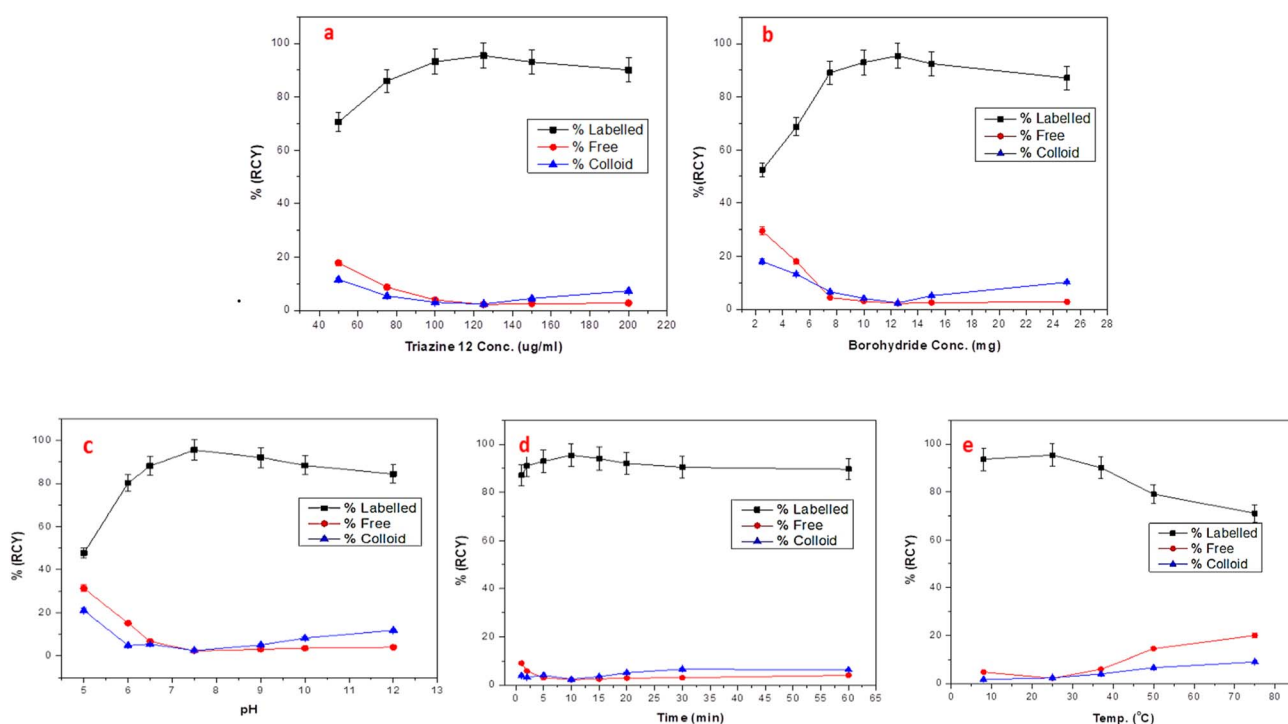 a
100
80
60
40
20
0
% (RCY)
% Labelled
% Free
% Colloid
40 60 80 100 120 140 160 180 200 220
Triazine 12 Conc. (ug/ml)
b
100
80
60
40
20
0
%(RCY)
% Labelled
% Free
% Colloid
2 4 6 8 10 12 14 16 18 20 22 24 26 28
Borohydride Conc. (mg)
c
100
80
60
40
20
0
% (RCY)
% Labelled
% Free
% Colloid
5 6 7 8 9 10 11 12 13
pH
d
100
80
60
40
20
0
% (RCY)
% Labelled
% Free
% Colloid
0 5 10 15 20 25 30 35 40 45 50 55 60 65
Time (min)
e
100
80
60
40
20
0
% (RCY)
% Labelled
% Free
% Colloid
0 10 20 30 40 50 60 70 80
Temp. (°C)